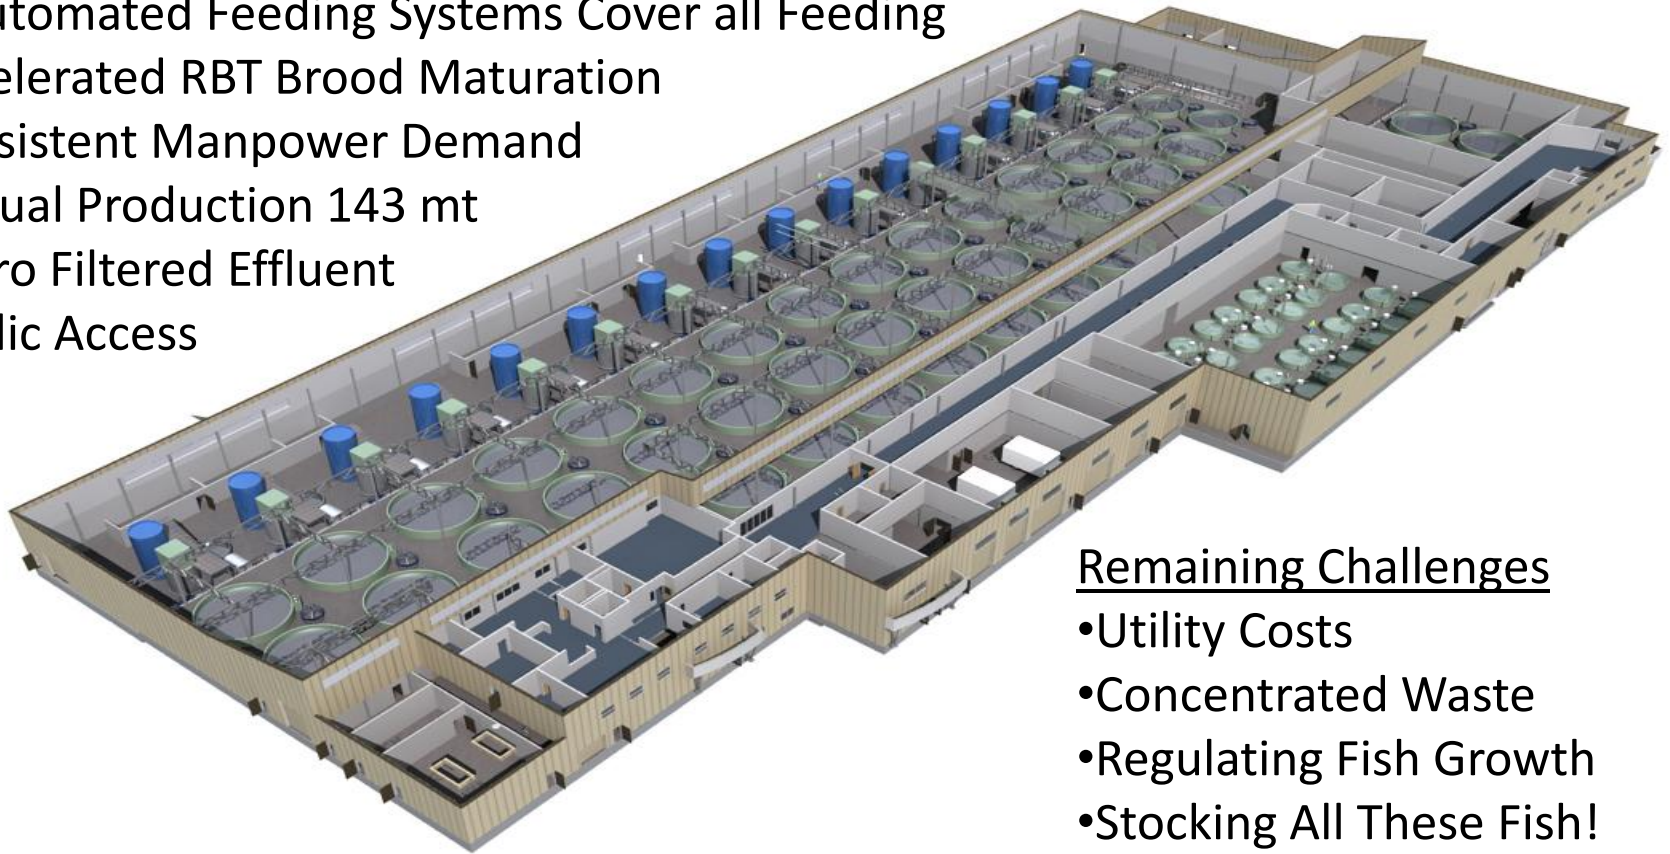 utomated Feeding Systems Cover all Feeding
elerated RBT Brood Maturation
sistent Manpower Demand
ual Production 143 mt
ro Filtered Effluent
lic Access
Remaining Challenges
•Utility Costs
•Concentrated Waste
•Regulating Fish Growth
•Stocking All These Fish!